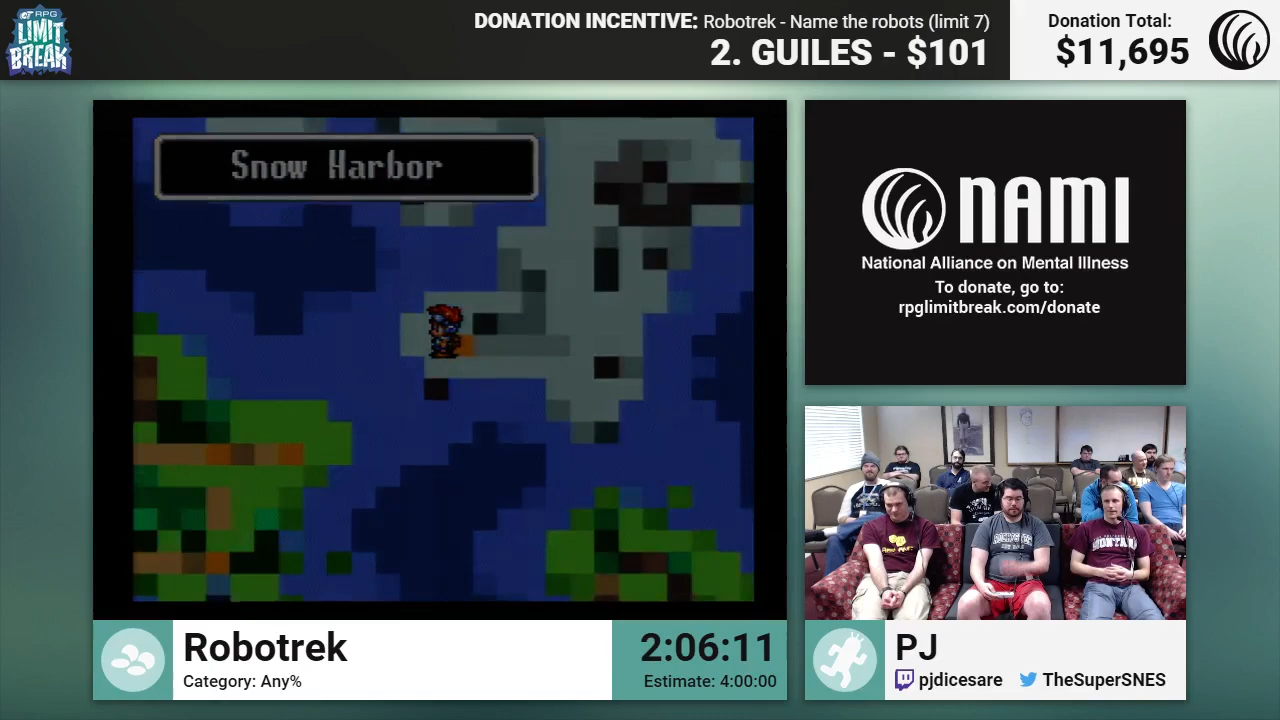 RPG
LIMIT
BREAK
DONATION INCENTIVE: Robotrek - Name the robots (limit 7)
2. GUILES - $101
Donation Total:
$11,695
Snow Harbor
NAMI
National Alliance on Mental Illness
To donate, go to:
rpglimitbreak.com/donate
MONTANA
Robotrek
Category: Any%
2:06:11
Estimate: 4:00:00
PJ
pjdicesare
TheSuperSNES